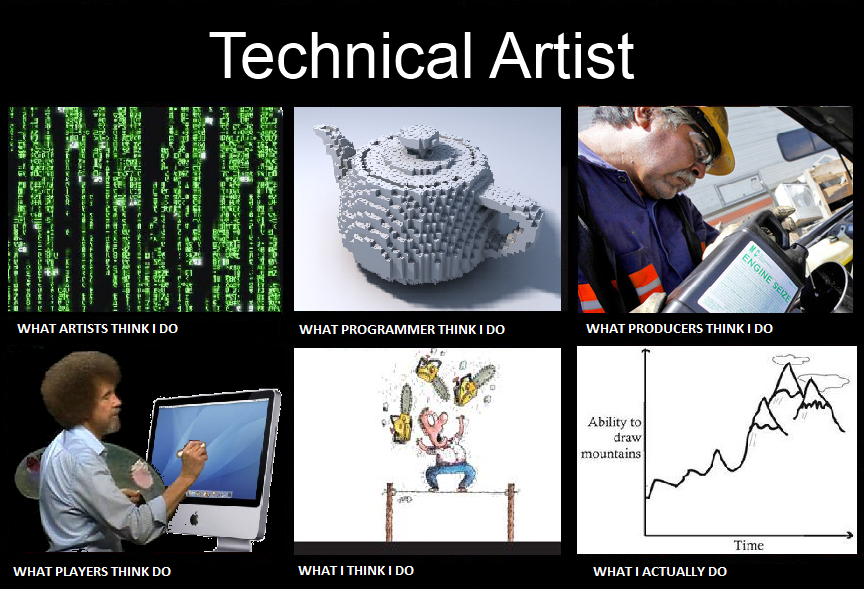 Technical Artist
ENGINE SEIZE
WHAT ARTISTS THINK I DO
WHAT PROGRAMMER THINK I DO
WHAT PRODUCERS THINK I DO
Ability to
draw
mountains
Time
WHAT PLAYERS THINK DO
WHAT I THINK I DO
WHAT I ACTUALLY DO